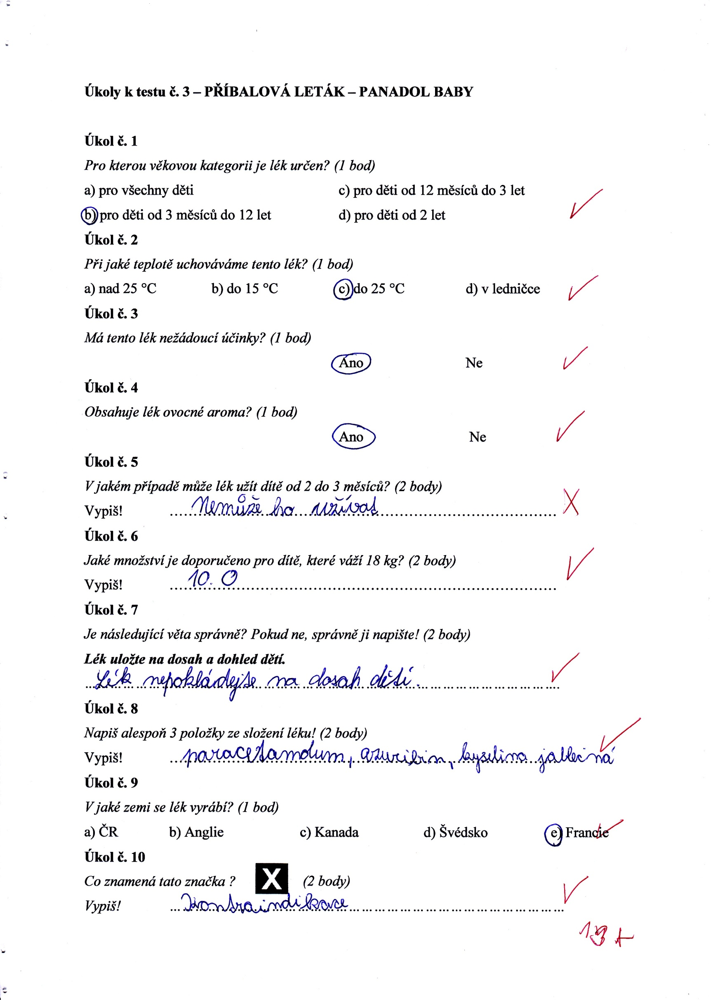 Úkoly k testu č. 3 – PŘÍBALOVÁ LETÁK – PANADOL BABY
Úkol č. 1
Pro kterou věkovou kategorii je lék určen? (1 bod)
a) pro všechny děti c) pro děti od 12 měsíců do 3 let
b) pro děti od 3 měsíců do 12 let d) pro děti od 2 let
Úkol č. 2
Při jaké teplotě uchováváme tento lék? (1 bod)
a) nad 25 °C b) do 15 °C c) do 25 °C d) v ledničce
Úkol č. 3
Má tento lék nežádoucí účinky? (1 bod)
Ano Ne
Úkol č. 4
Obsahuje lék ovocné aroma? (1 bod)
Ano Ne
Úkol č. 5
V jakém případě může lék užít dítě od 2 do 3 měsíců? (2 body)
Vypiš! Nemůže ho užívat
Úkol č. 6
Jaké množství je doporučeno pro dítě, které váží 18 kg? (2 body)
Vypiš! 10.0
Úkol č. 7
Je následující věta správně? Pokud ne, správně ji napište! (2 body)
Lék uložte na dosah a dohled dětí.
Lék nepokládejte na dosah dětí.
Úkol č. 8
Napiš alespoň 3 položky ze složení léku! (2 body)
Vypiš! paracetamolum, azuribin, kyselina jablečná
Úkol č. 9
V jaké zemi se lék vyrábí? (1 bod)
a) ČR b) Anglie c) Kanada d) Švédsko e) Francie
Úkol č. 10
Co znamená tato značka ? X (2 body)
Vypiš! Kontraindikace